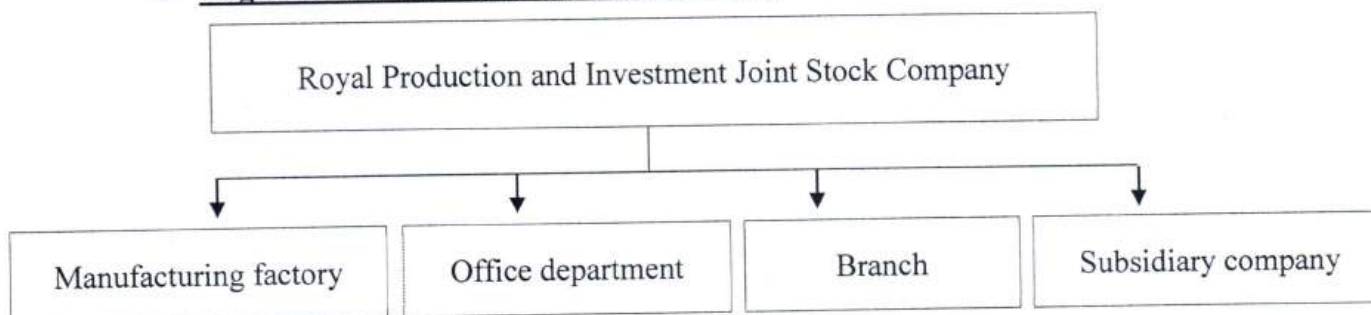 Royal Production and Investment Joint Stock Company
Manufacturing factory
Office department
Branch
Subsidiary company